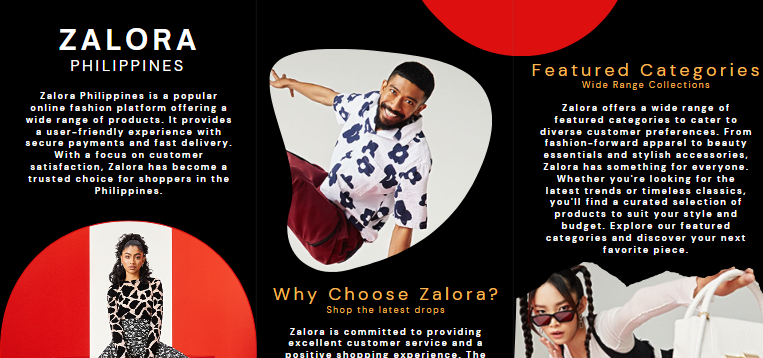 ZALORA
PHILIPPINES
Zalora Philippines is a popular
online fashion platform offering a
wide range of products. It provides
a user-friendly experience with
secure payments and fast delivery.
With a focus on customer
satisfaction, Zalora has become a
trusted choice for shoppers in the
Philippines.
Why Choose Zalora?
Shop the latest drops
Zalora is committed to providing
excellent customer service and a
positive shopping experience. The
Featured Categories
Wide Range Collections
Zalora offers a wide range of
featured categories to cater to
diverse customer preferences. From
fashion-forward apparel to beauty
essentials and stylish accessories,
Zalora has something for everyone.
Whether you're looking for the
latest trends or timeless classics,
you'll find a curated selection of
products to suit your style and
budget. Explore our featured
categories and discover your next
favorite piece.